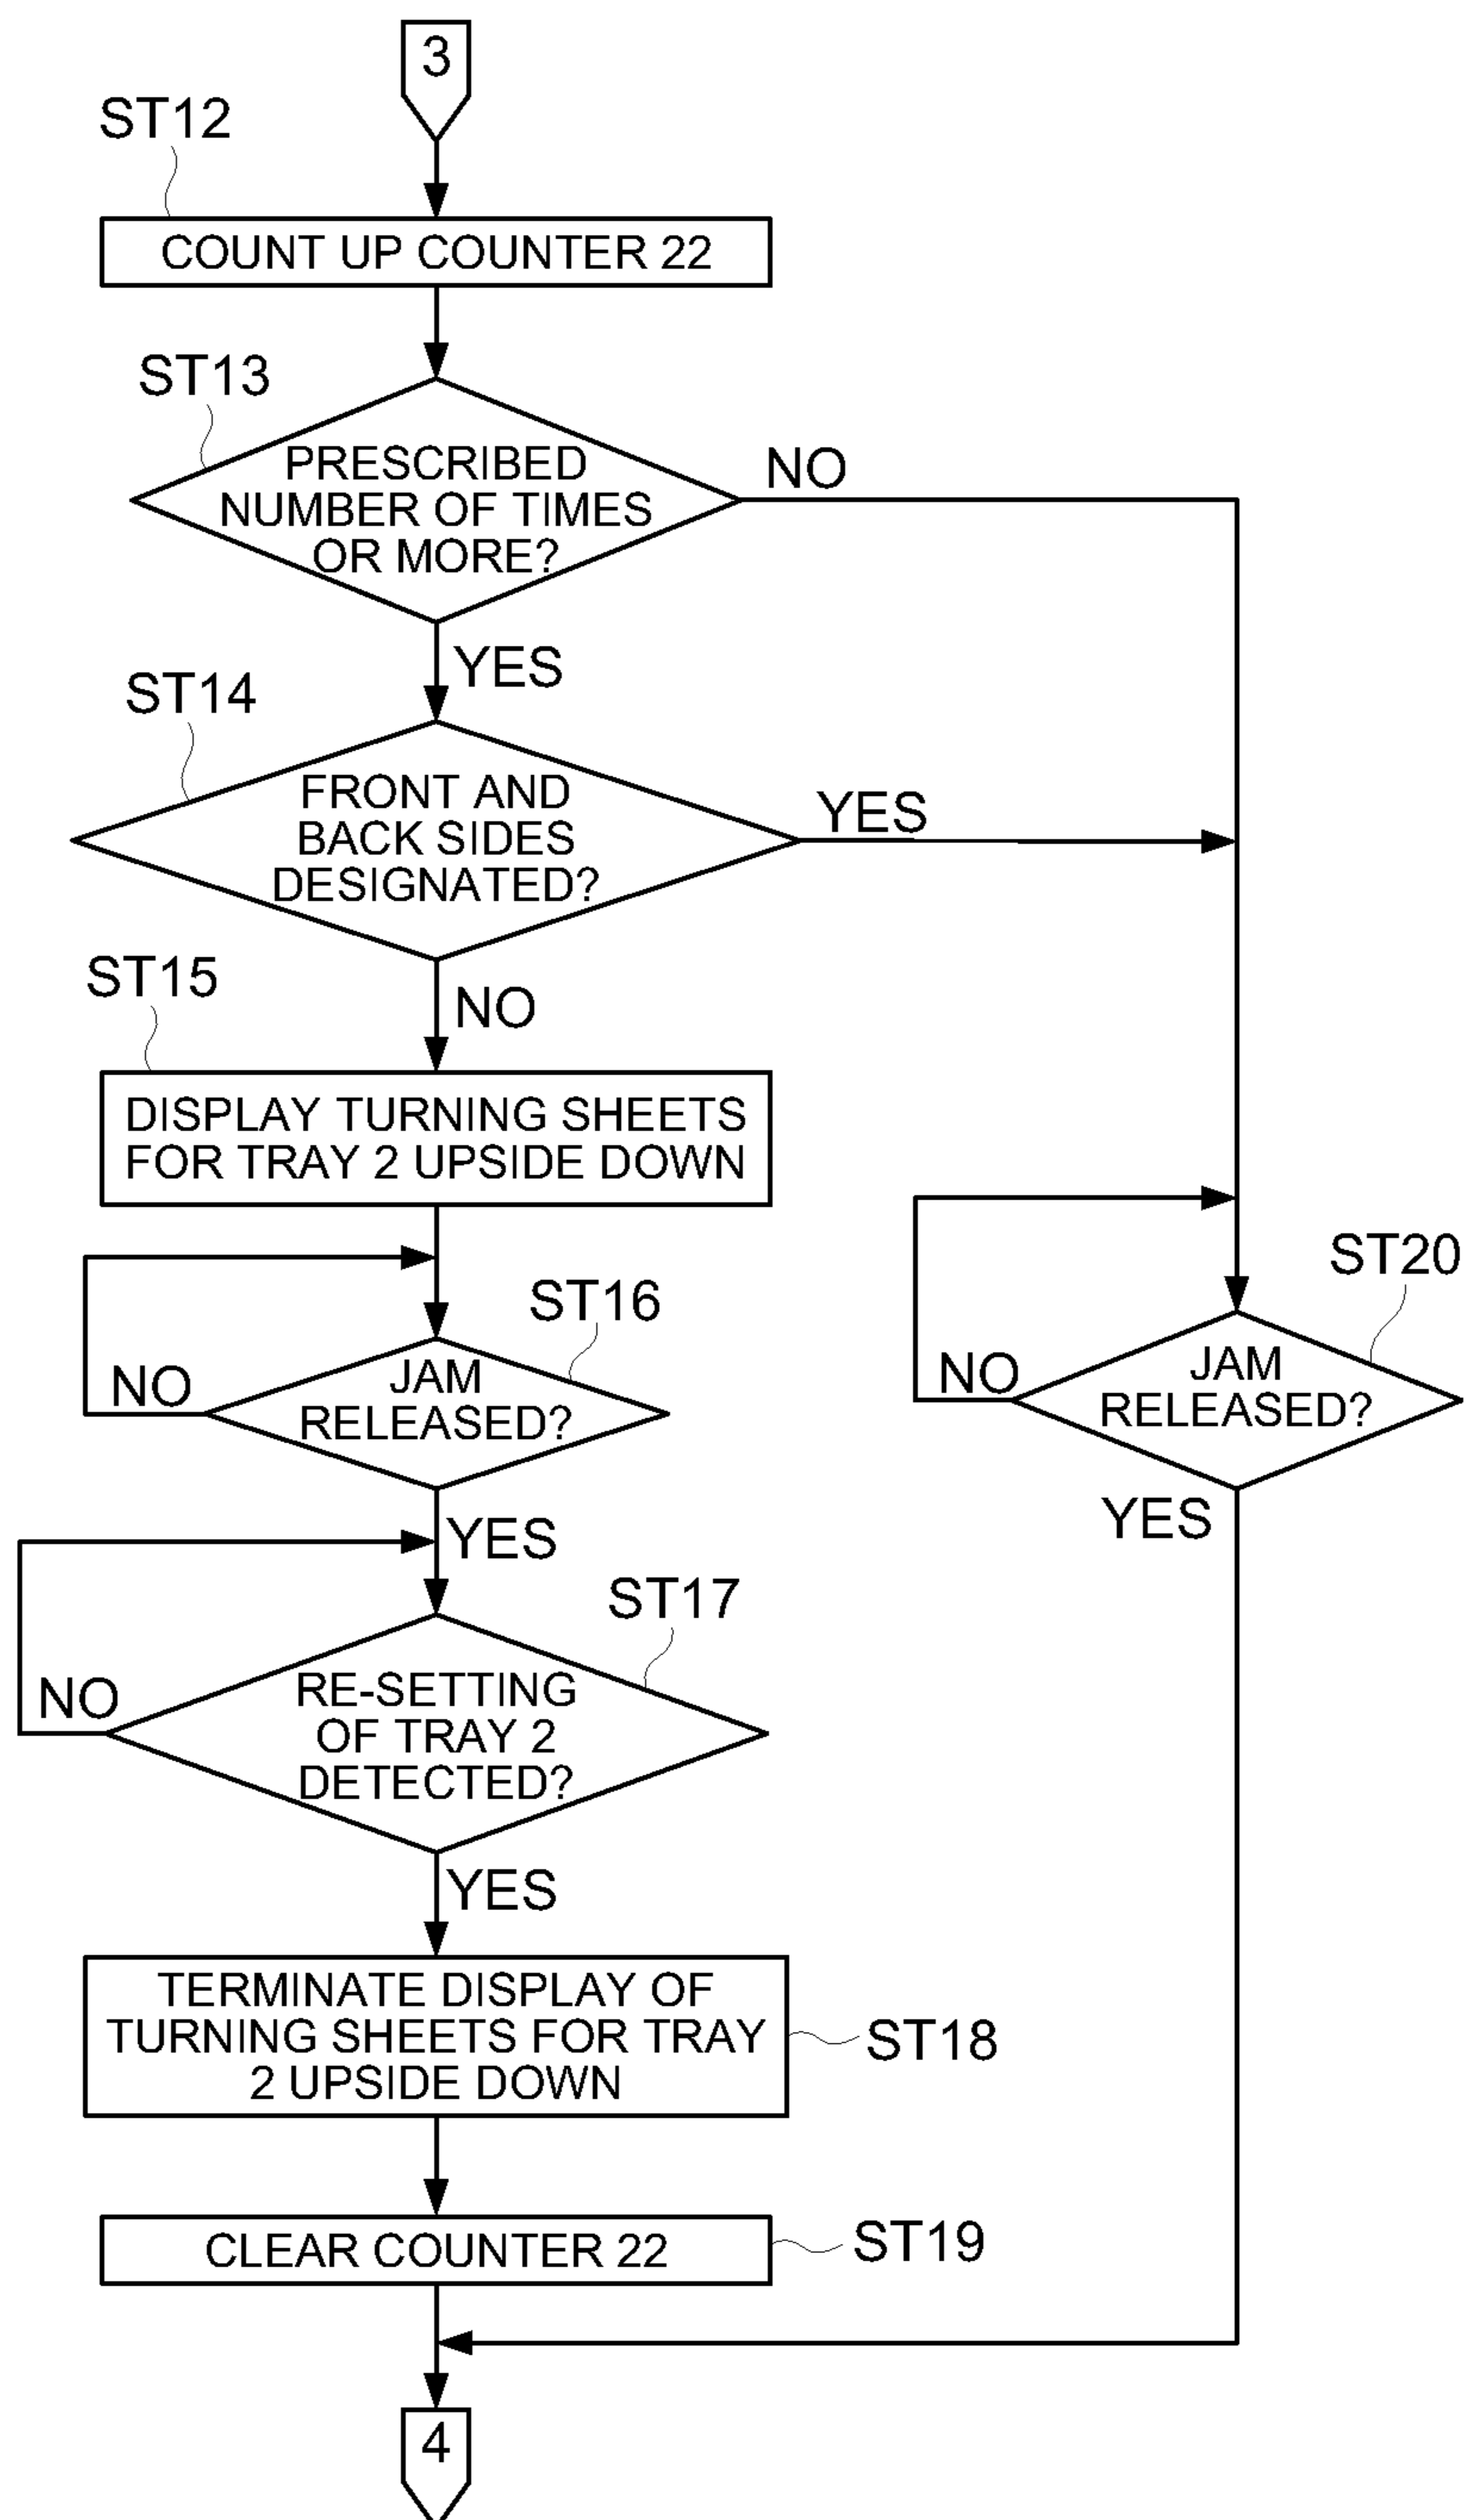 3
ST12
COUNT UP COUNTER 22
ST13
PRESCRIBED
NUMBER OF TIMES
OR MORE?
NO
YES
ST14
FRONT AND
BACK SIDES
DESIGNATED?
YES
NO
ST15
DISPLAY TURNING SHEETS
FOR TRAY 2 UPSIDE DOWN
ST16
JAM
RELEASED?
NO
YES
ST20
JAM
RELEASED?
NO
YES
ST17
RE-SETTING
OF TRAY 2
DETECTED?
NO
YES
TERMINATE DISPLAY OF
TURNING SHEETS FOR TRAY
2 UPSIDE DOWN
ST18
CLEAR COUNTER 22
ST19
4